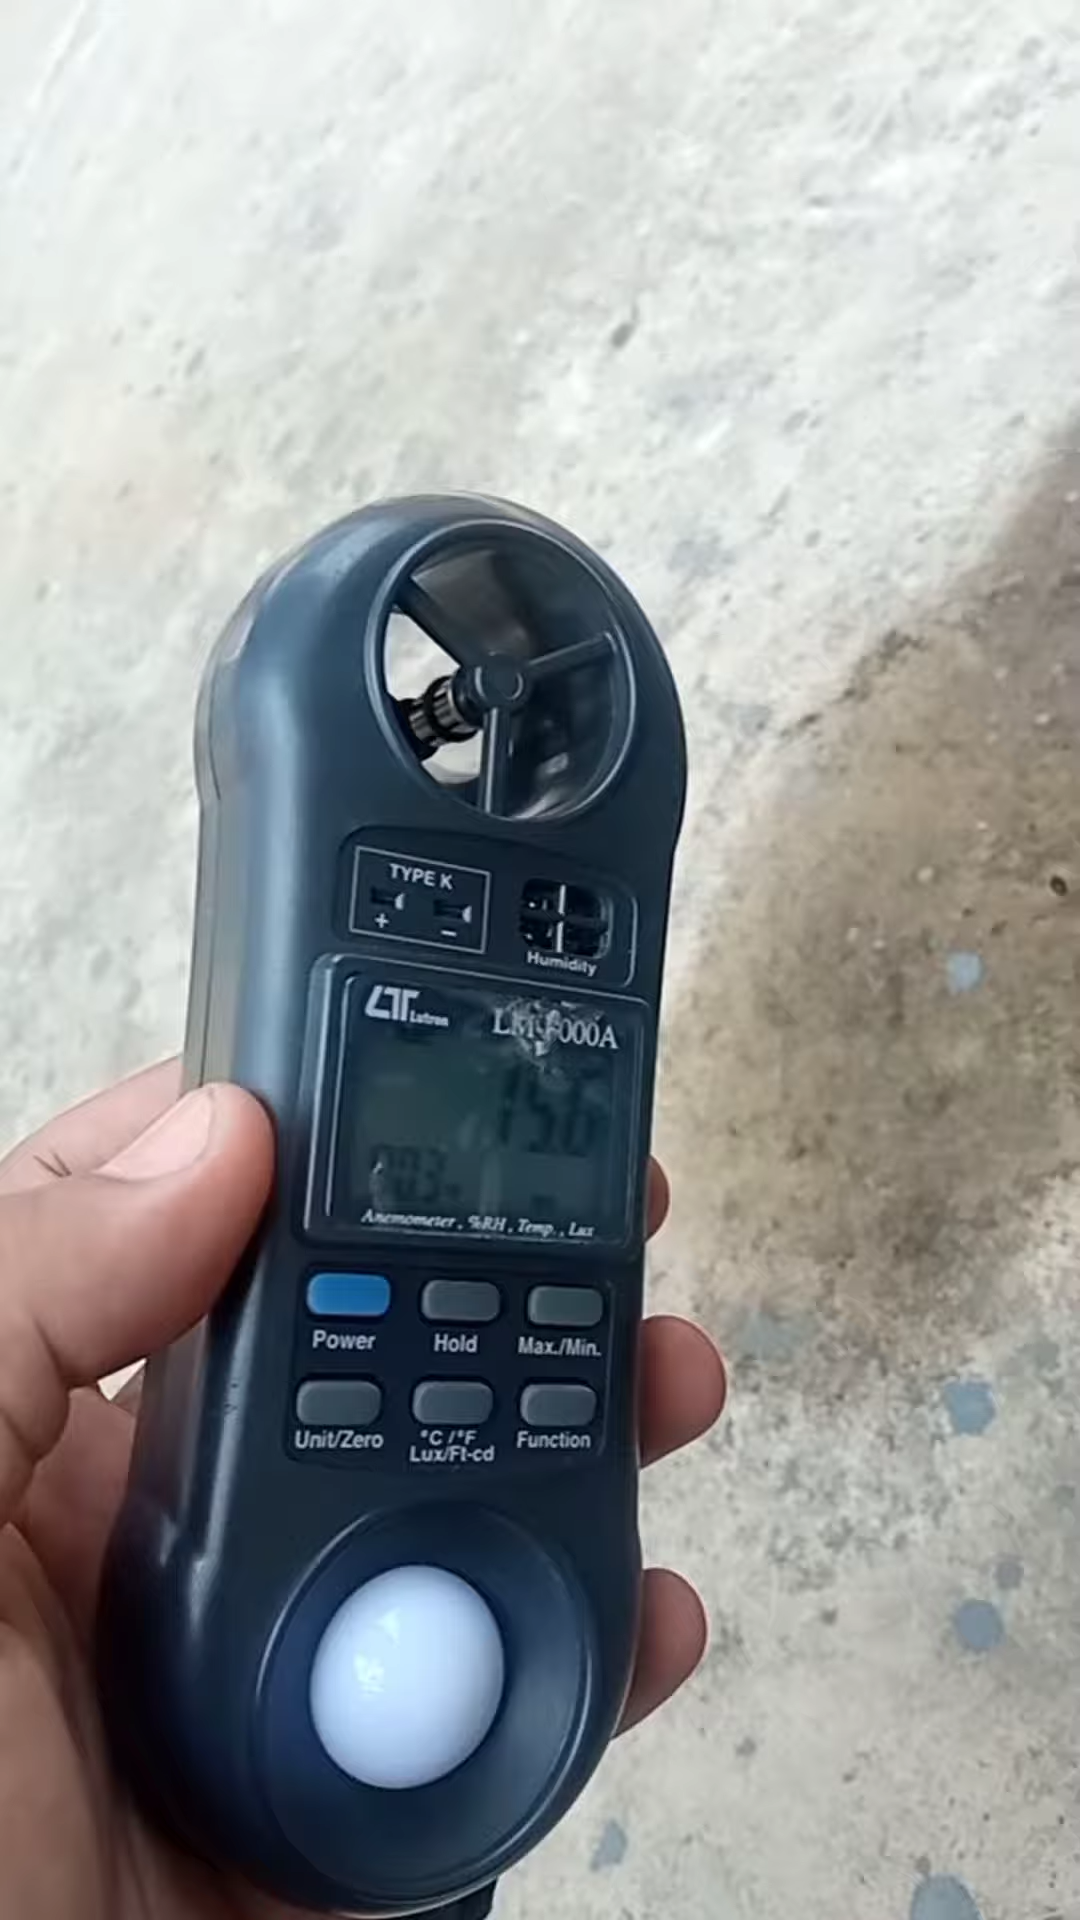 TYPE K
+ −
Humidity
Lutron
Anemometer, %RH, Temp., Lux
Power Hold Max./Min.
Unit/Zero °C/°F Function
Lux/Ft-cd